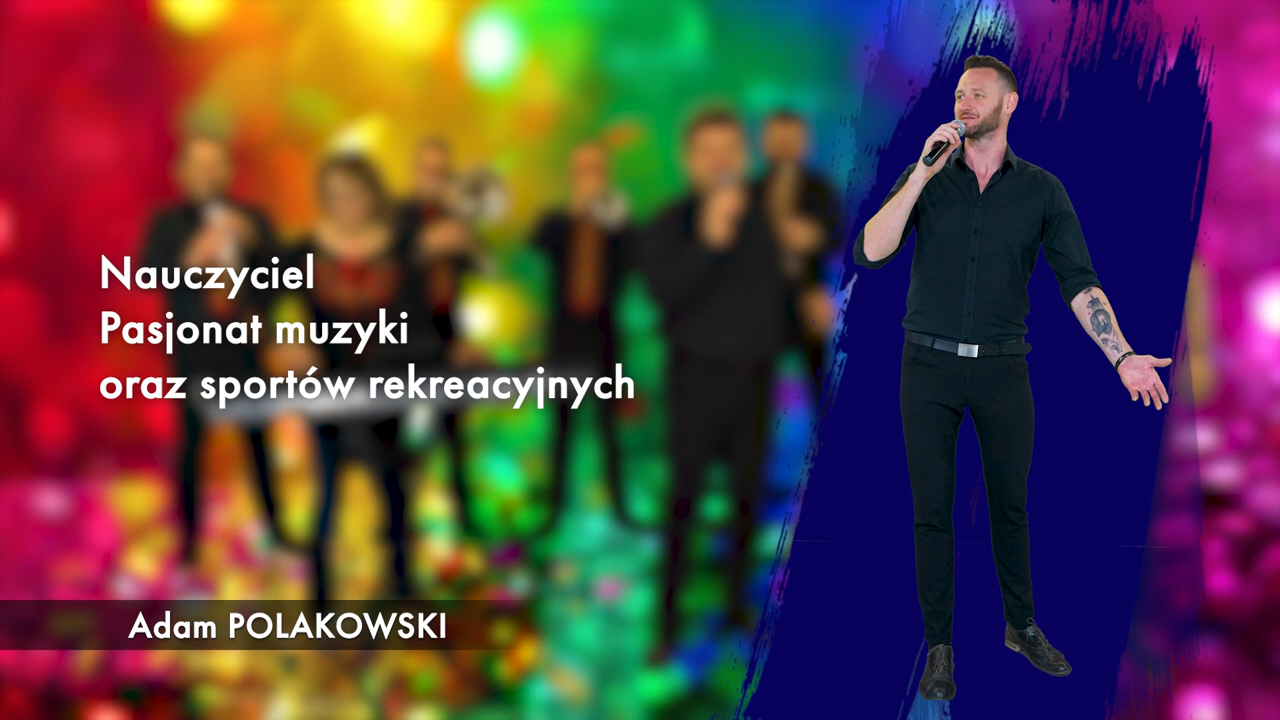 Nauczyciel
Pasjonat muzyki
oraz sportów rekreacyjnych
Adam POLAKOWSKI